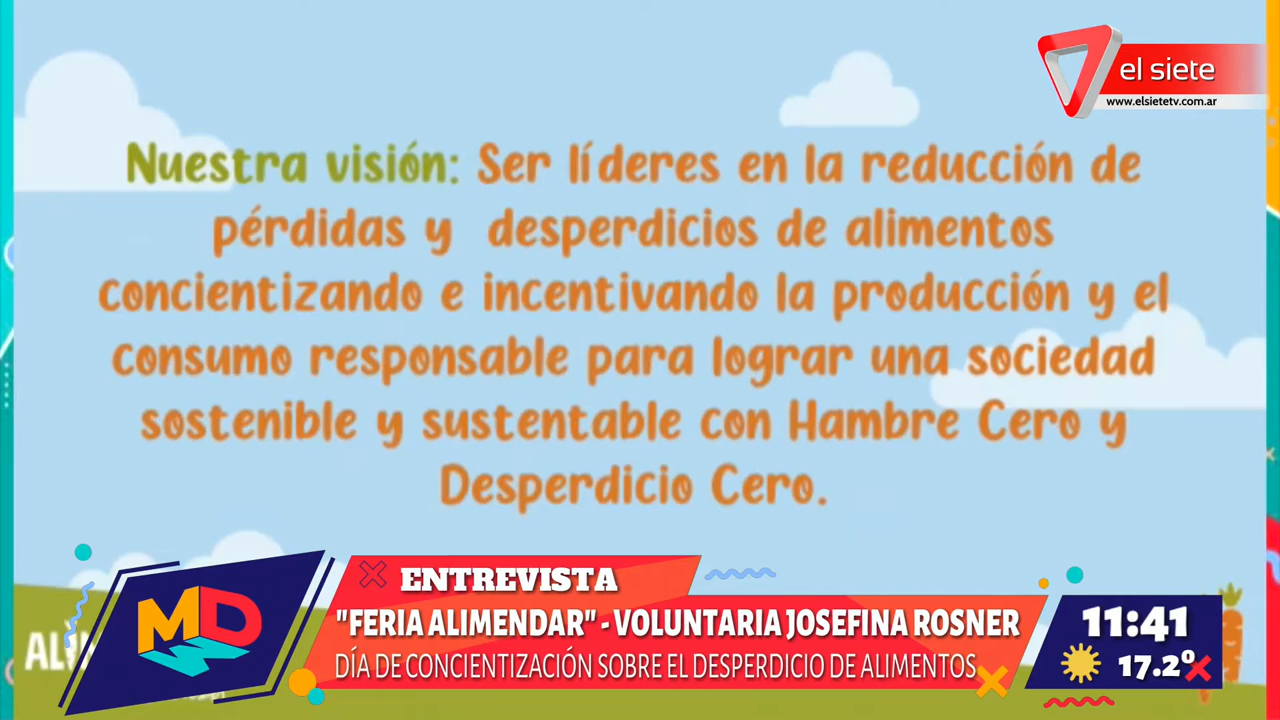 el siete
www.elsietetv.com.ar
Nuestra visión: Ser líderes en la reducción de
pérdidas y desperdicios de alimentos
concientizando e incentivando la producción y el
consumo responsable para lograr una sociedad
sostenible y sustentable con Hambre Cero y
Desperdicio Cero.
MD
ENTREVISTA
"FERIA ALIMENDAR" - VOLUNTARIA JOSEFINA ROSNER
DÍA DE CONCIENTIZACIÓN SOBRE EL DESPERDICIO DE ALIMENTOS
11:41
17.2º